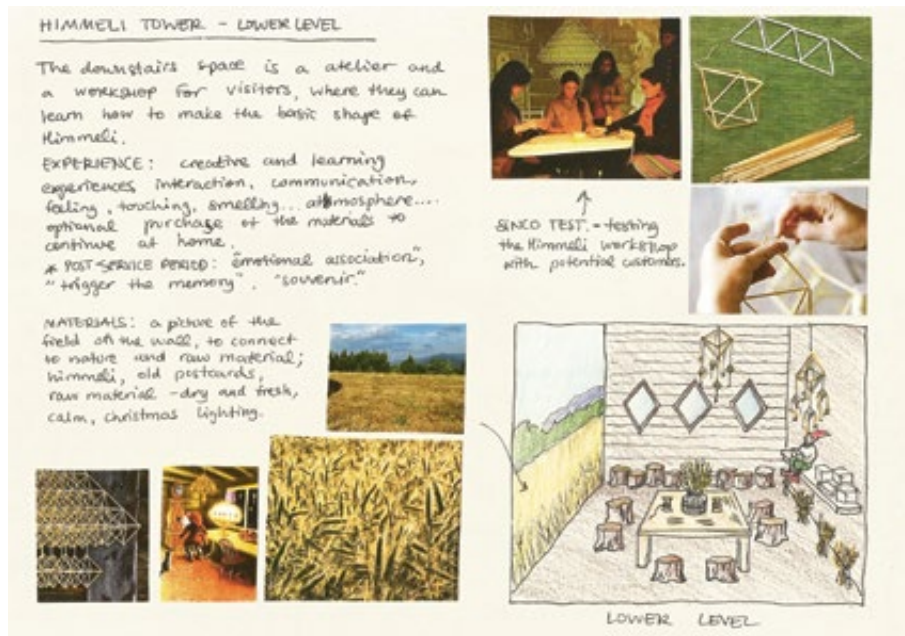 HIMMELI TOWER - LOWER LEVEL
The downstairs space is a atelier and
a workshop for visitors, where they can
learn how to make the basic shape of
Himmeli.
EXPERIENCE: creative and learning
experiences interaction, communication,
feeling, touching, smelling... atmosphere....
optional purchase of the materials to
continue at home.
* POST-SERVICE PERIOD: "emotional association",
"trigger the memory". "souvenir."
MATERIALS: a picture of the
field on the wall, to connect
to nature and raw material;
himmeli, old postcards,
raw material -dry and fresh,
calm, christmas lighting.
SINCO TEST. - testing
the Himmeli workshop
with potential customers.
LOWER LEVEL